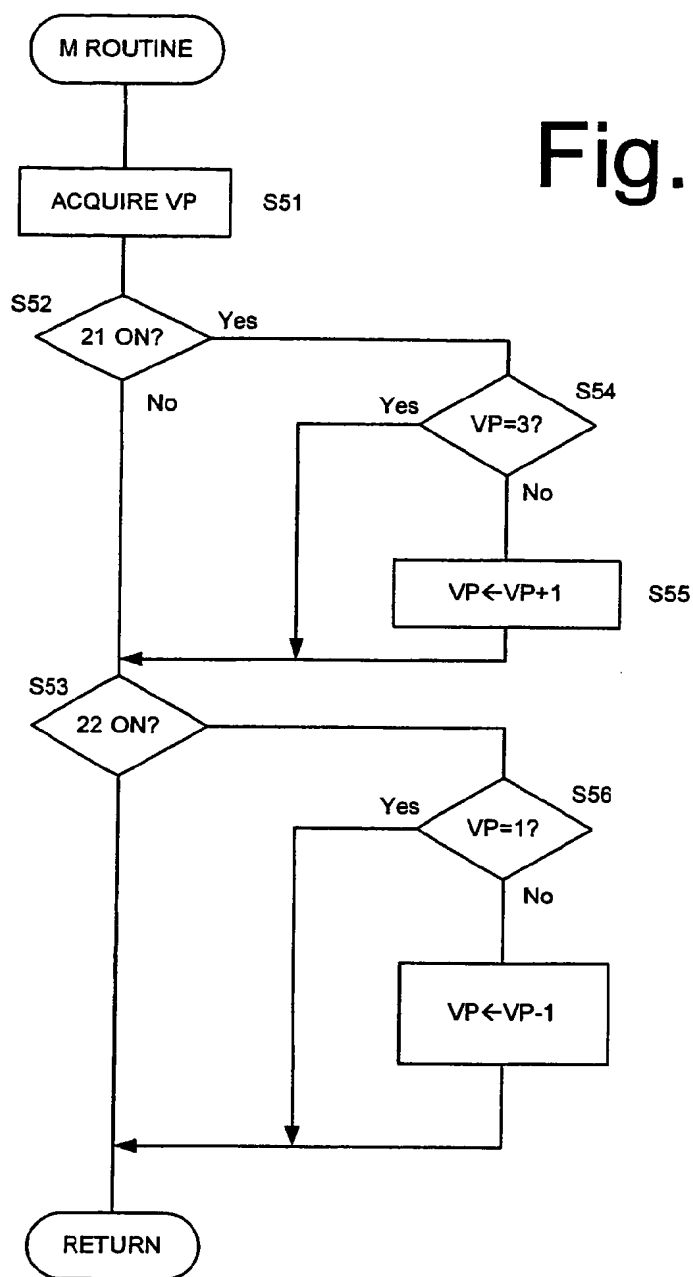 M ROUTINE
Fig.
ACQUIRE VP
S51
S52
21 ON?
Yes
No
S54
Yes
VP=3?
No
VP←VP+1
S55
S53
22 ON?
S56
Yes
VP=1?
No
VP←VP-1
RETURN